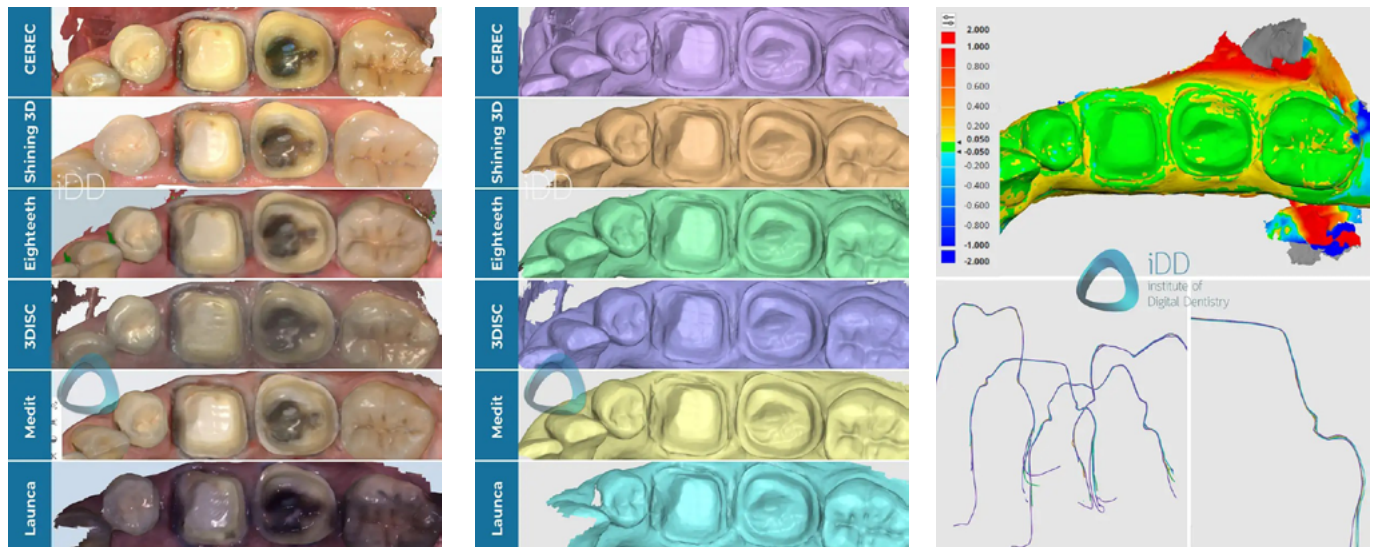 CEREC
Shining 3D
iDD
Eighteeth
3DISC
Medit
Launca
CEREC
Shining 3D
iDD
Eighteeth
3DISC
Medit
Launca
2.000
1.000
0.800
0.600
0.400
0.200
0.050
-0.050
-0.200
-0.400
-0.600
-0.800
-1.000
-2.000
iDD
institute of
Digital Dentistry